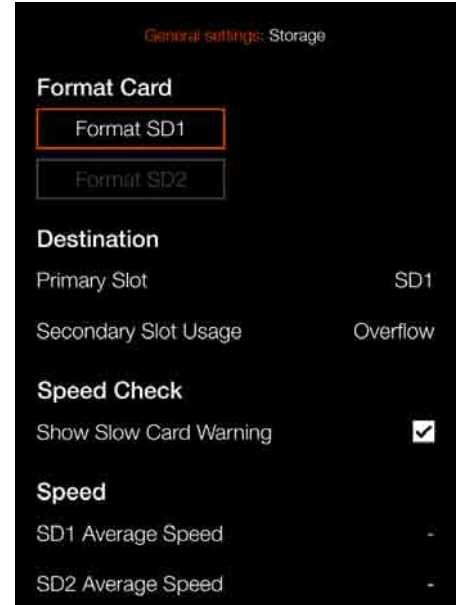 General settings: Storage
Format Card
Format SD1
Format SD2
Destination
Primary Slot SD1
Secondary Slot Usage Overflow
Speed Check
Show Slow Card Warning
Speed
SD1 Average Speed -
SD2 Average Speed -